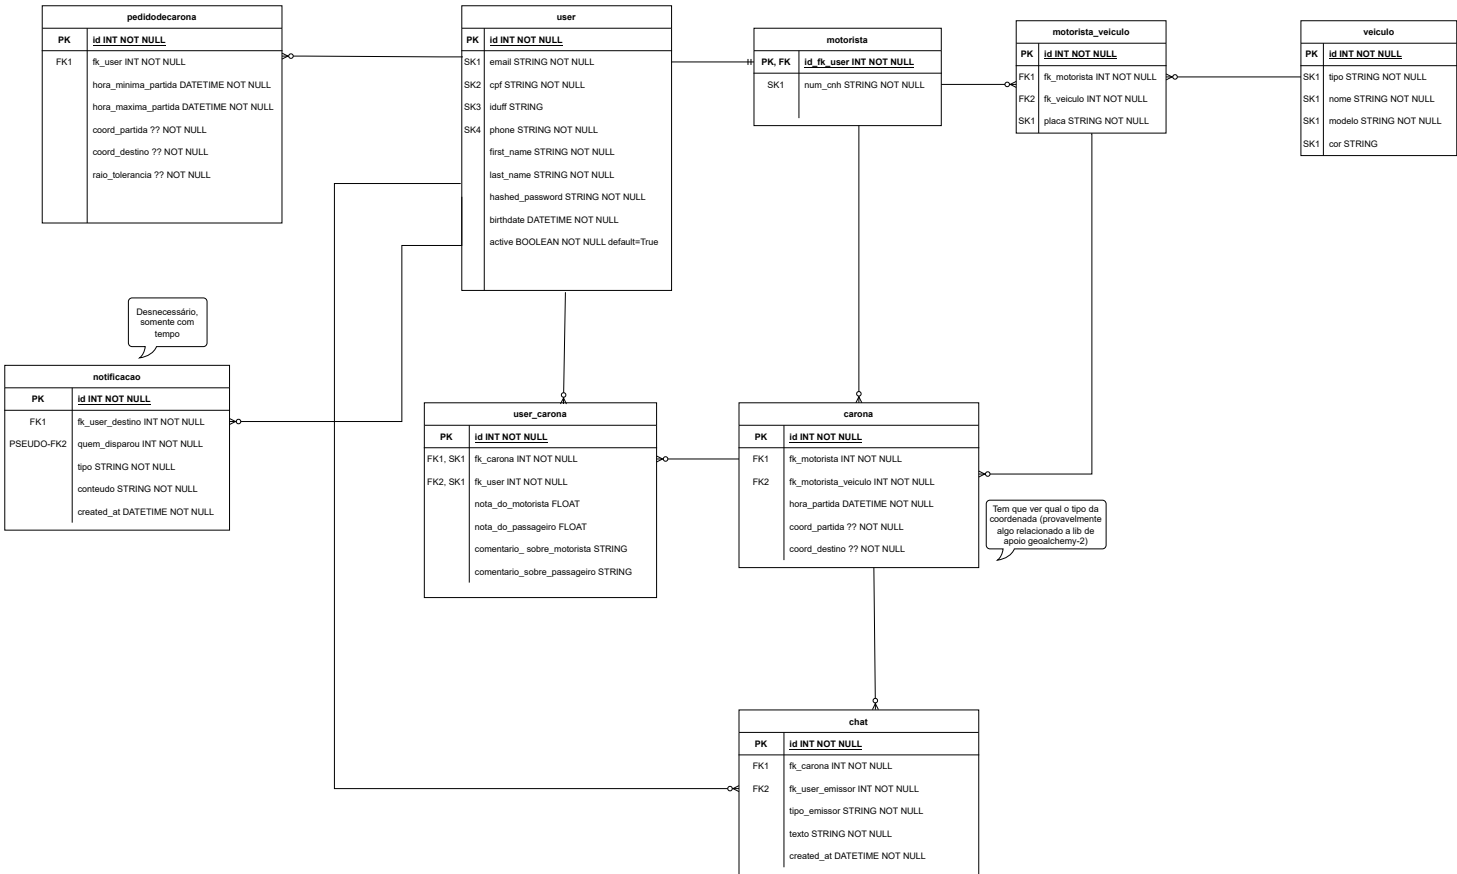 pedidodecarona
PK id INT NOT NULL
FK1 fk_user INT NOT NULL
hora_minima_partida DATETIME NOT NULL
hora_maxima_partida DATETIME NOT NULL
coord_partida ?? NOT NULL
coord_destino ?? NOT NULL
raio_tolerancia ?? NOT NULL
user
PK id INT NOT NULL
SK1 email STRING NOT NULL
SK2 cpf STRING NOT NULL
SK3 iduff STRING
SK4 phone STRING NOT NULL
first_name STRING NOT NULL
last_name STRING NOT NULL
hashed_password STRING NOT NULL
birthdate DATETIME NOT NULL
active BOOLEAN NOT NULL default=True
motorista
PK, FK id_fk_user INT NOT NULL
SK1 num_cnh STRING NOT NULL
motorista_veiculo
PK id INT NOT NULL
FK1 fk_motorista INT NOT NULL
FK2 fk_veiculo INT NOT NULL
SK1 placa STRING NOT NULL
veiculo
PK id INT NOT NULL
SK1 tipo STRING NOT NULL
SK1 nome STRING NOT NULL
SK1 modelo STRING NOT NULL
SK1 cor STRING
Desnecessário,
somente com
tempo
notificacao
PK id INT NOT NULL
FK1 fk_user_destino INT NOT NULL
PSEUDO-FK2 quem_disparou INT NOT NULL
tipo STRING NOT NULL
conteudo STRING NOT NULL
created_at DATETIME NOT NULL
user_carona
PK id INT NOT NULL
FK1, SK1 fk_carona INT NOT NULL
FK2, SK1 fk_user INT NOT NULL
nota_do_motorista FLOAT
nota_do_passageiro FLOAT
comentario_ sobre_motorista STRING
comentario_sobre_passageiro STRING
carona
PK id INT NOT NULL
FK1 fk_motorista INT NOT NULL
FK2 fk_motorista_veiculo INT NOT NULL
hora_partida DATETIME NOT NULL
coord_partida ?? NOT NULL
coord_destino ?? NOT NULL
Tem que ver qual o tipo da
coordenada (provavelmente
algo relacionado a lib de
apoio geoalchemy-2)
chat
PK id INT NOT NULL
FK1 fk_carona INT NOT NULL
FK2 fk_user_emissor INT NOT NULL
tipo_emissor STRING NOT NULL
texto STRING NOT NULL
created_at DATETIME NOT NULL